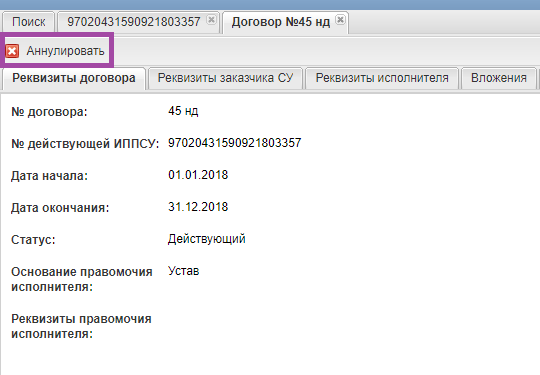 Поиск 97020431590921803357 Договор №45 нд
Аннулировать
Реквизиты договора Реквизиты заказчика СУ Реквизиты исполнителя Вложения
№ договора: 45 нд
№ действующей ИППСУ: 97020431590921803357
Дата начала: 01.01.2018
Дата окончания: 31.12.2018
Статус: Действующий
Основание правомочия Устав
исполнителя:
Реквизиты правомочия
исполнителя: